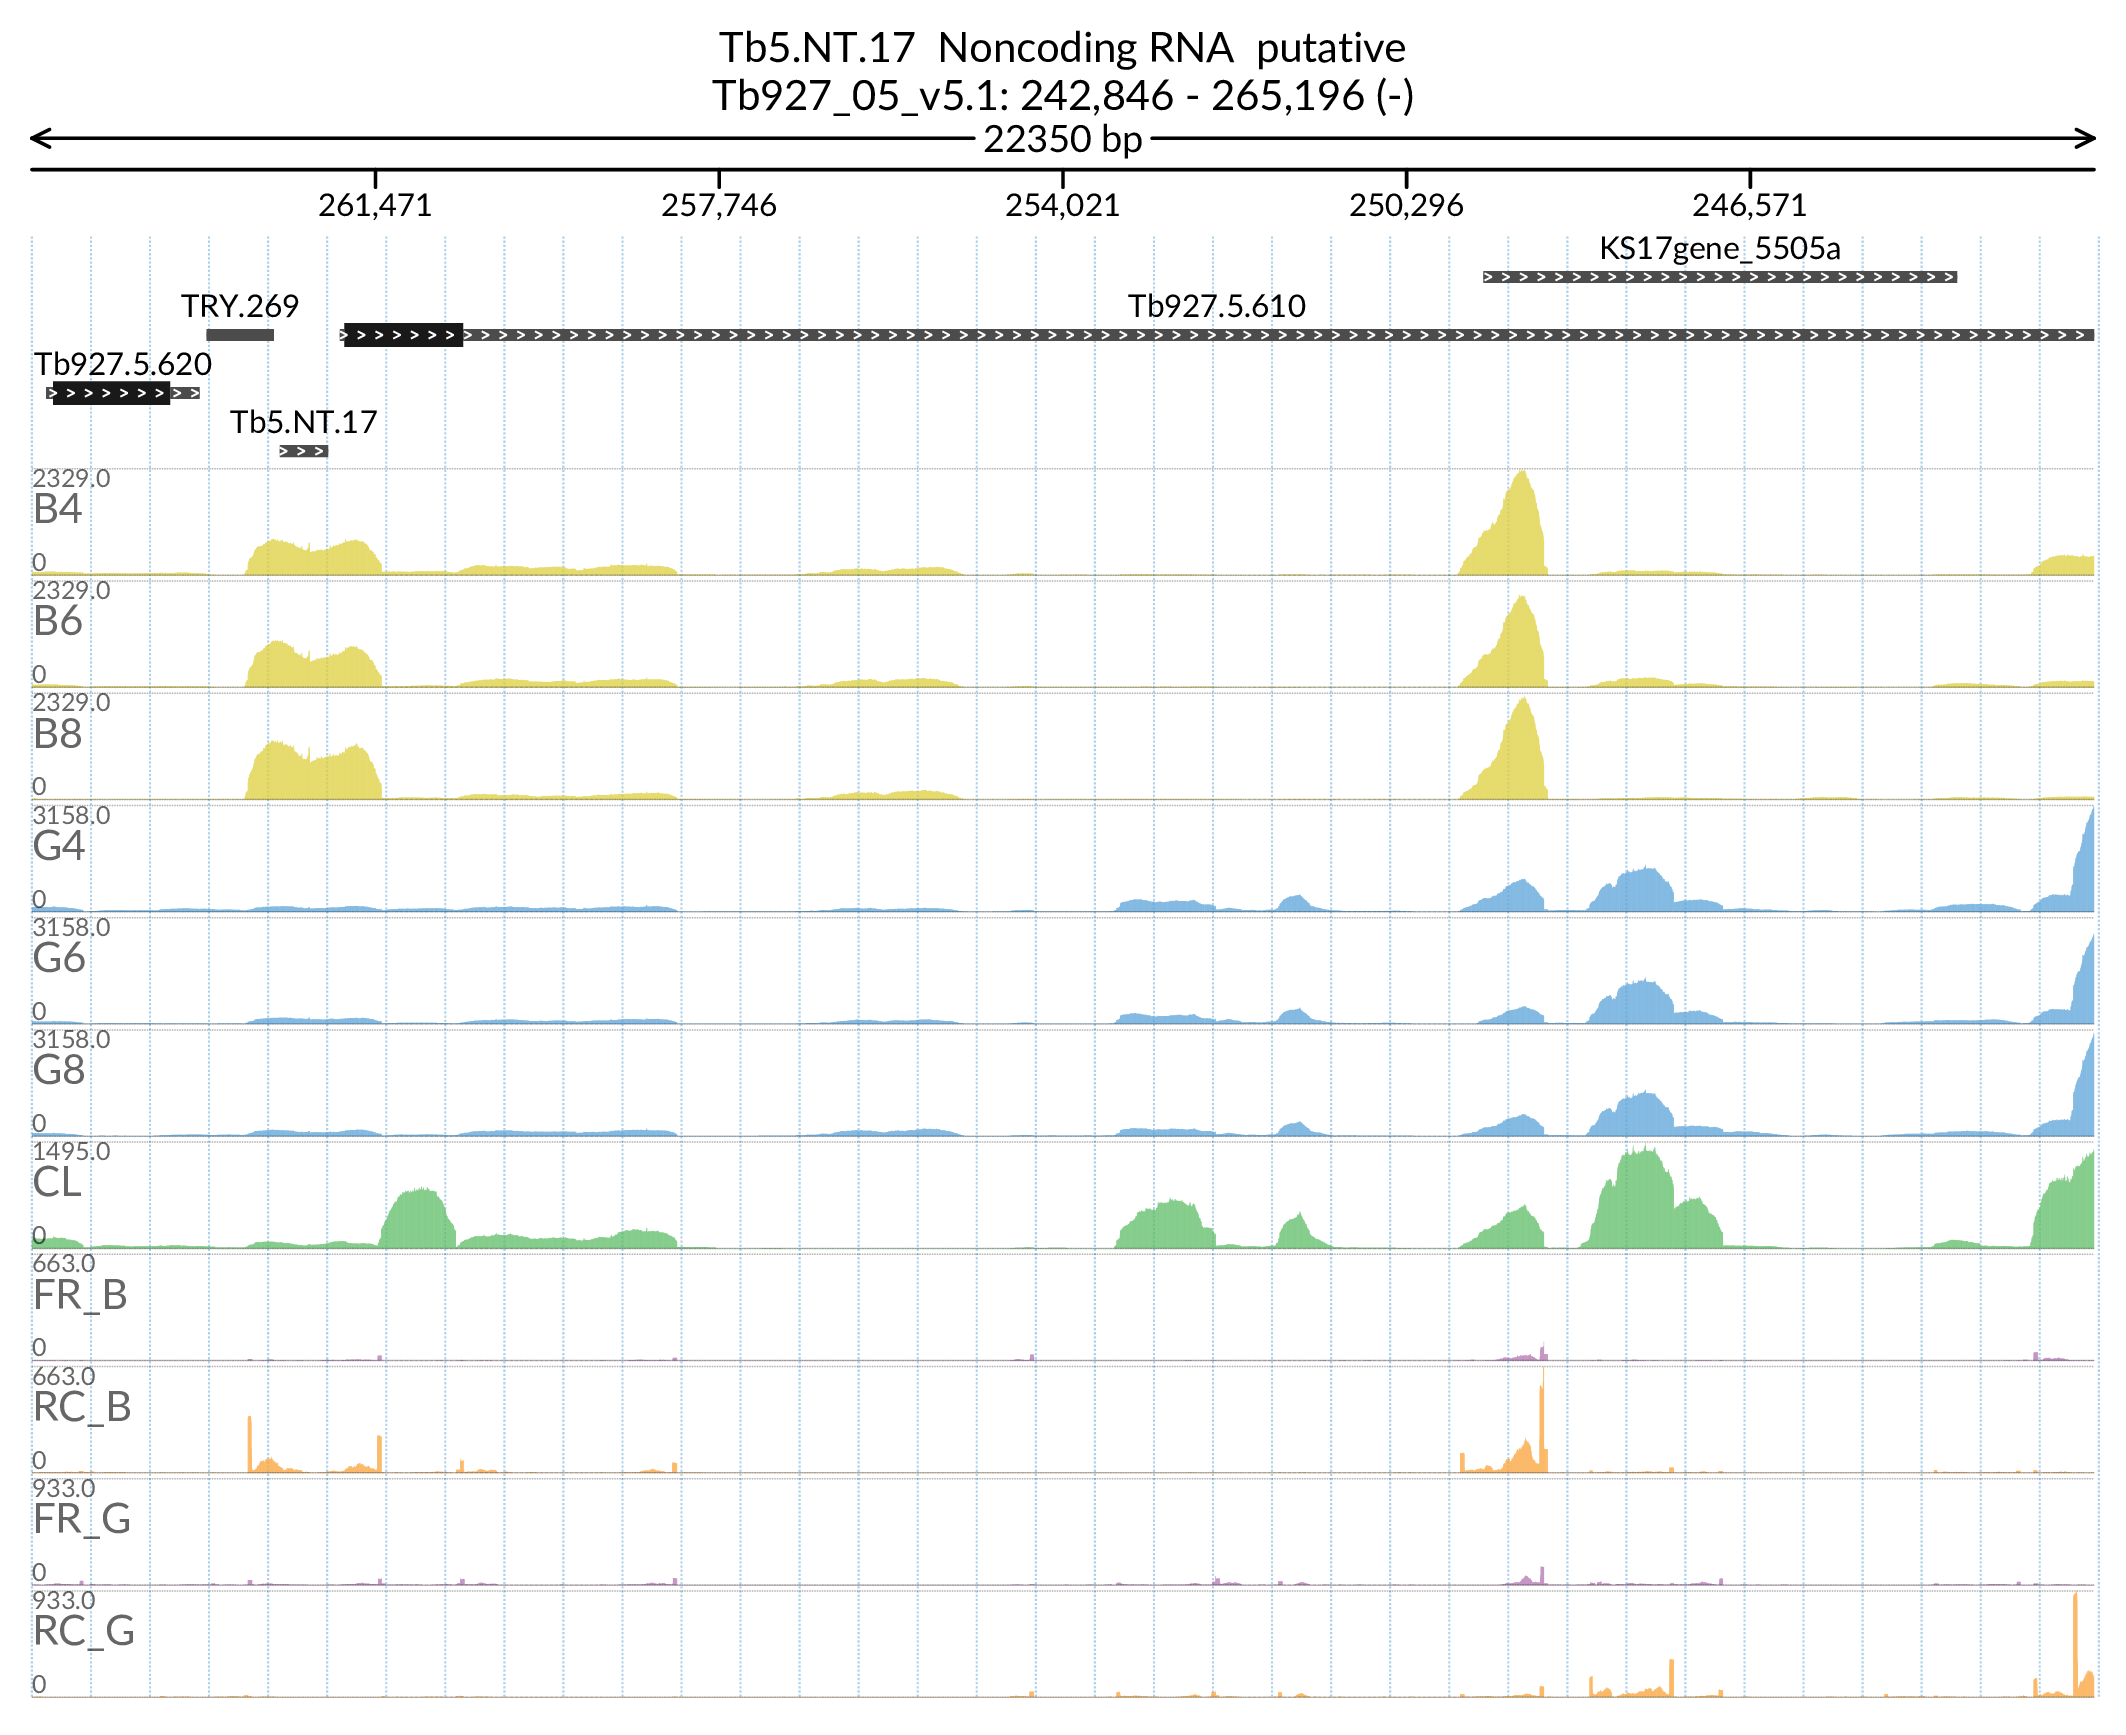 Tb5.NT.17 Noncoding RNA putative
Tb927_05_v5.1: 242,846 - 265,196 (-)
22350 bp
261,471 257,746 254,021 250,296 246,571
KS17gene_5505a
TRY.269 Tb927.5.610
Tb927.5.620
Tb5.NT.17
2329.0
B4
0
2329.0
B6
0
2329.0
B8
0
3158.0
G4
0
3158.0
G6
0
3158.0
G8
0
1495.0
CL
0
663.0
FR_B
0
663.0
RC_B
0
933.0
FR_G
0
933.0
RC_G
0